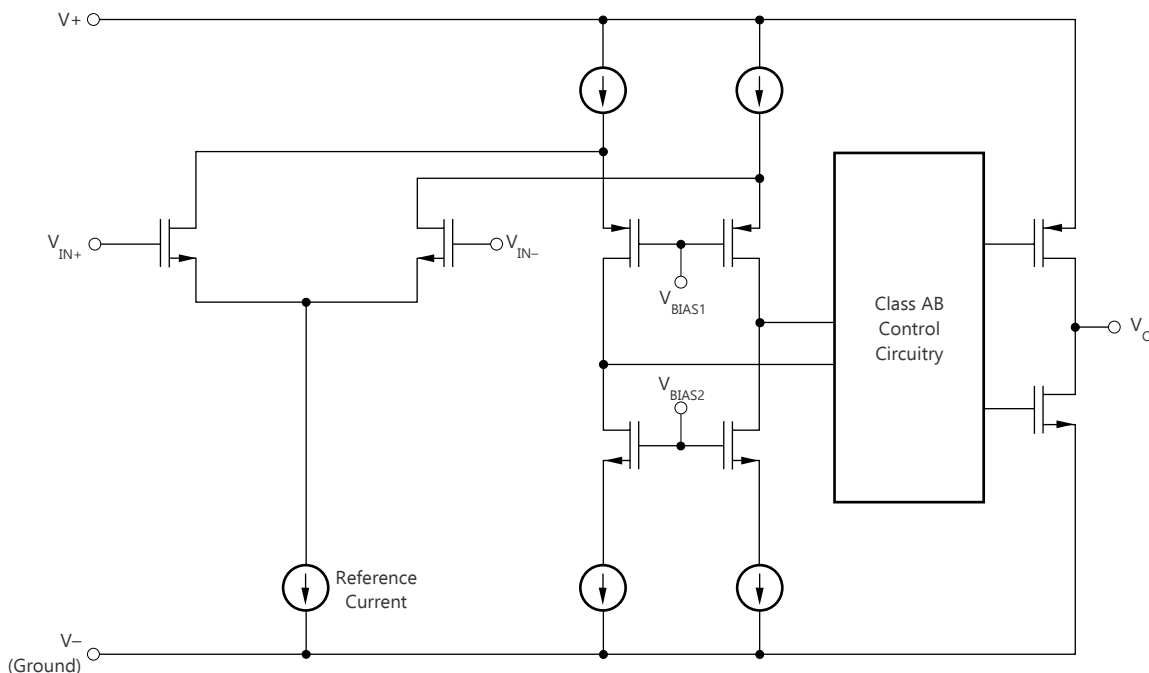 V+
V IN+
V IN−
V BIAS1
V BIAS2
Class AB
Control
Circuitry
V O
Reference
Current
V−
(Ground)